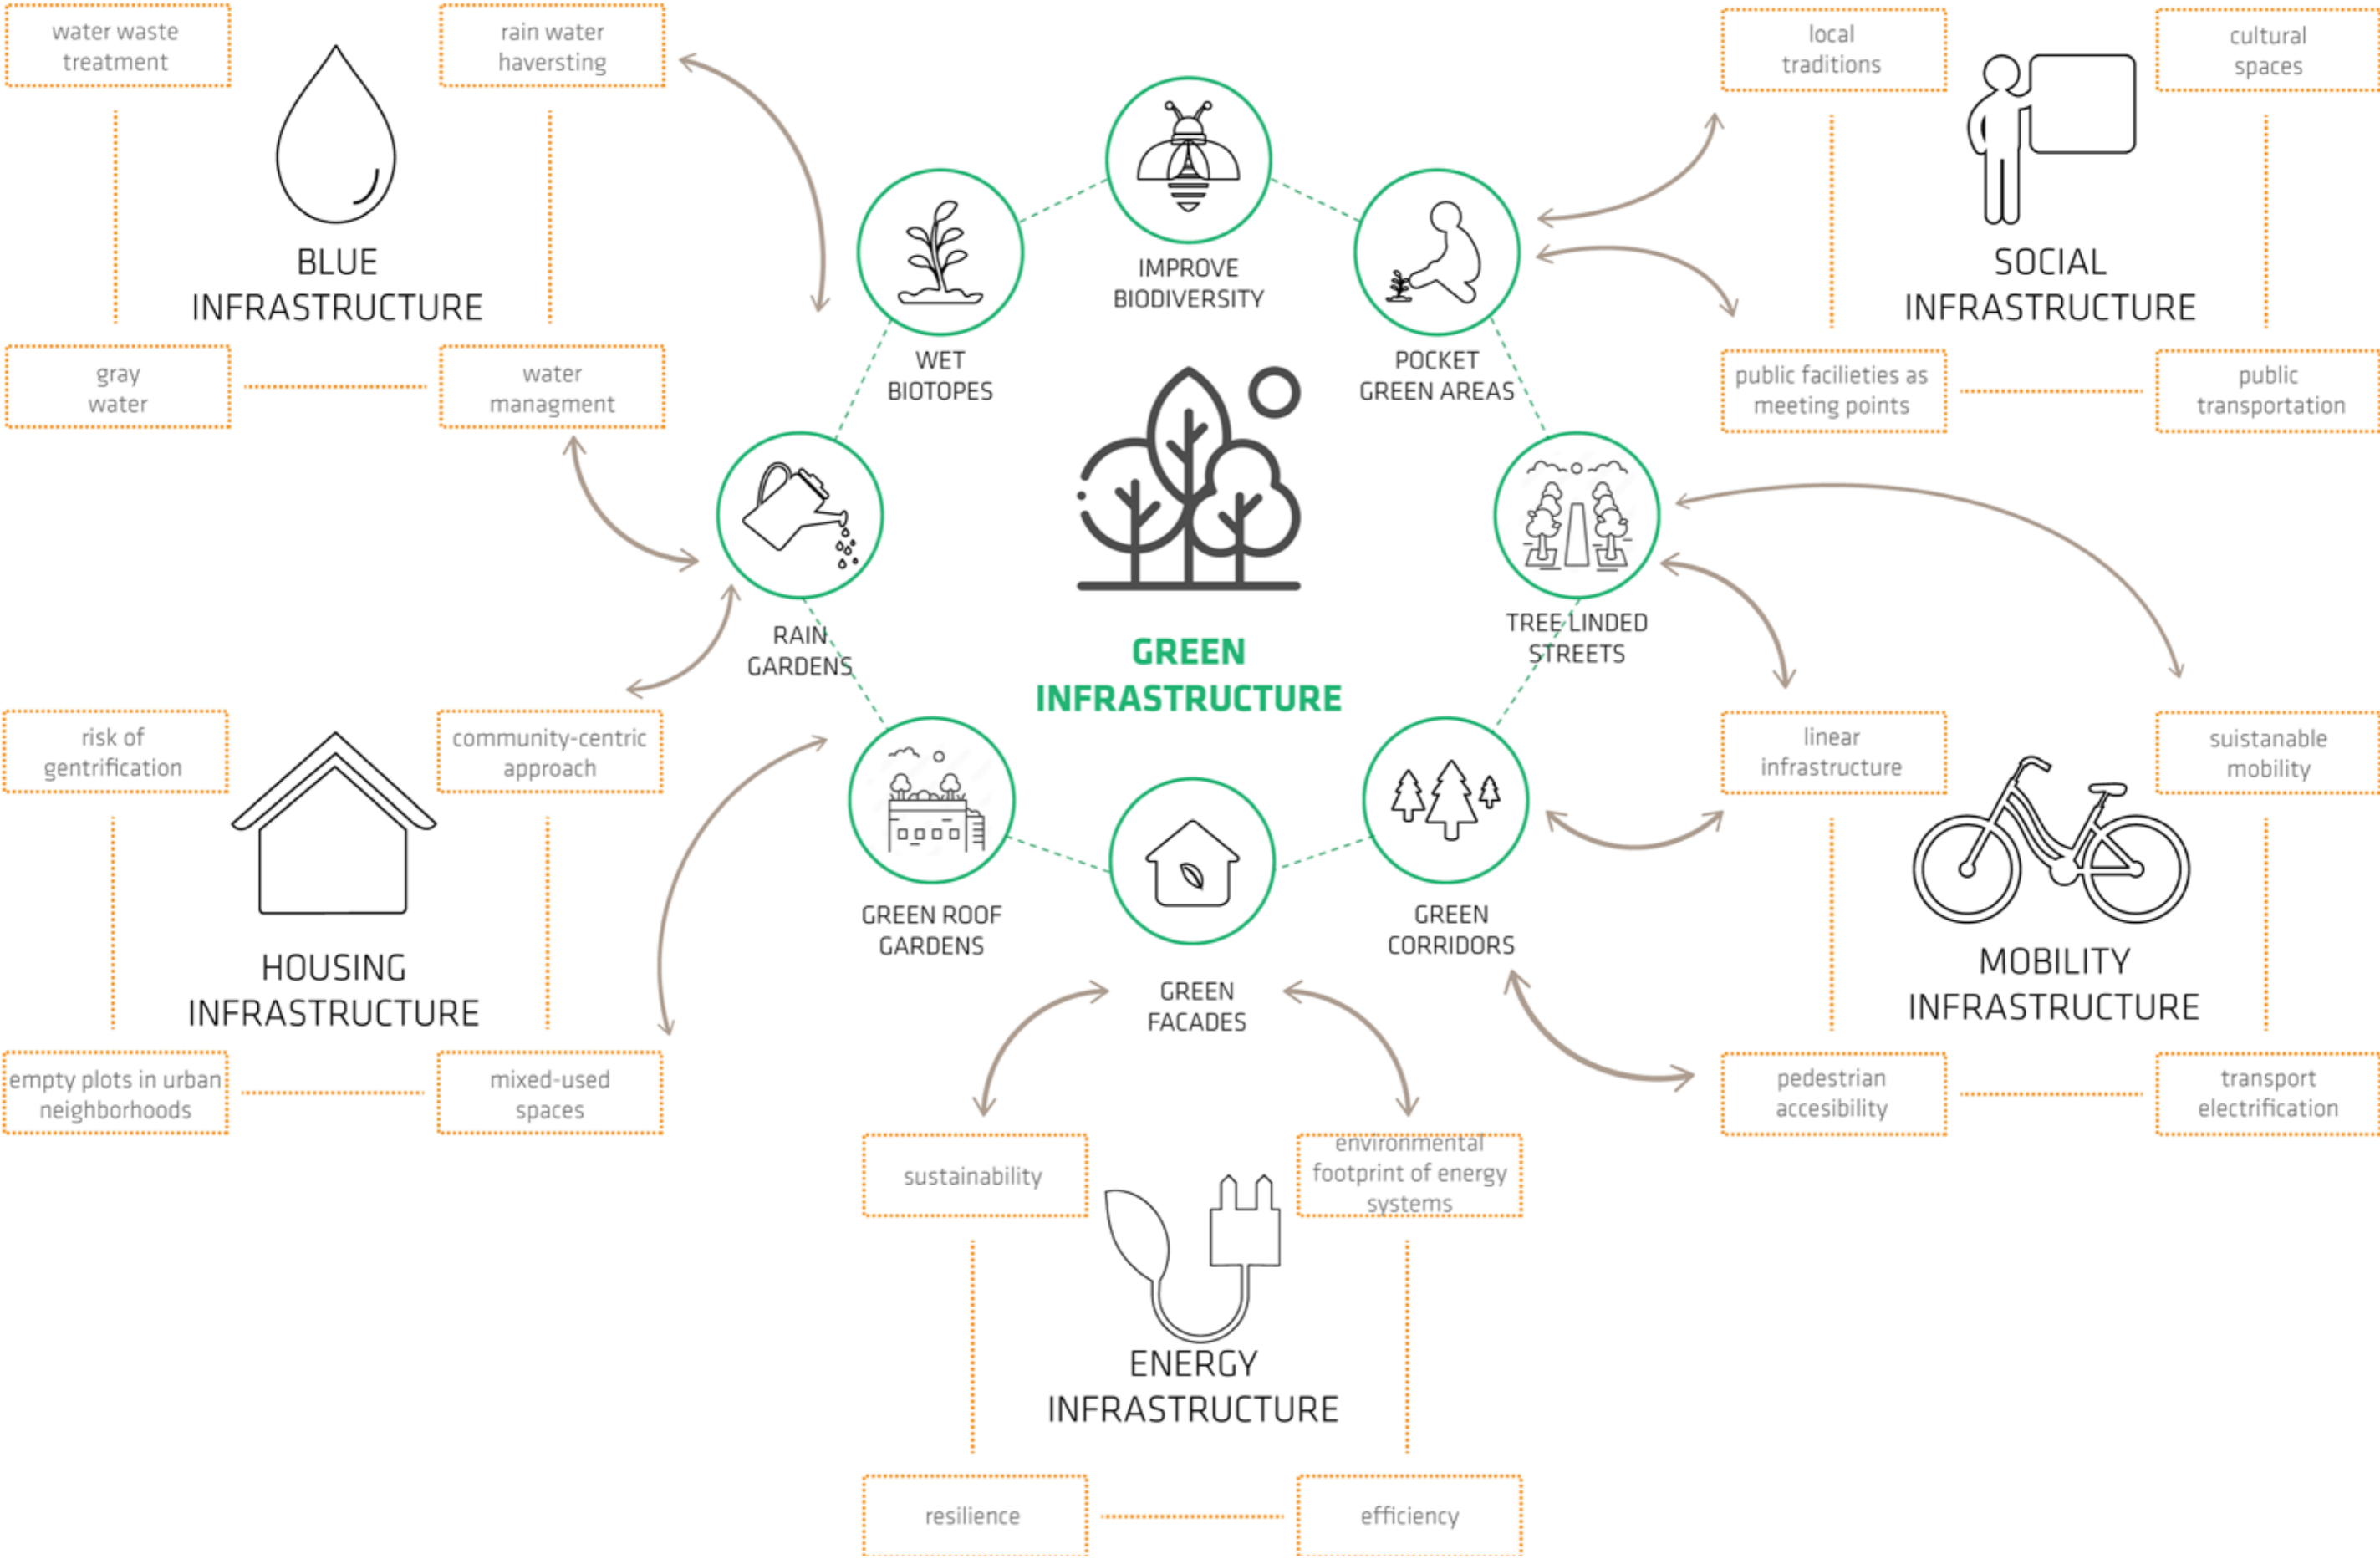 water waste
treatment
rain water
haversting
BLUE
INFRASTRUCTURE
gray
water
water
managment
local
traditions
cultural
spaces
SOCIAL
INFRASTRUCTURE
public facilieties as
meeting points
public
transportation
IMPROVE
BIODIVERSITY
WET
BIOTOPES
POCKET
GREEN AREAS
RAIN
GARDENS
TREE LINDED
STREETS
GREEN
INFRASTRUCTURE
GREEN ROOF
GARDENS
GREEN
FACADES
GREEN
CORRIDORS
risk of
gentrification
community-centric
approach
HOUSING
INFRASTRUCTURE
empty plots in urban
neighborhoods
mixed-used
spaces
linear
infrastructure
suistanable
mobility
MOBILITY
INFRASTRUCTURE
pedestrian
accesibility
transport
electrification
sustainability
environmental
footprint of energy
systems
ENERGY
INFRASTRUCTURE
resilience
efficiency